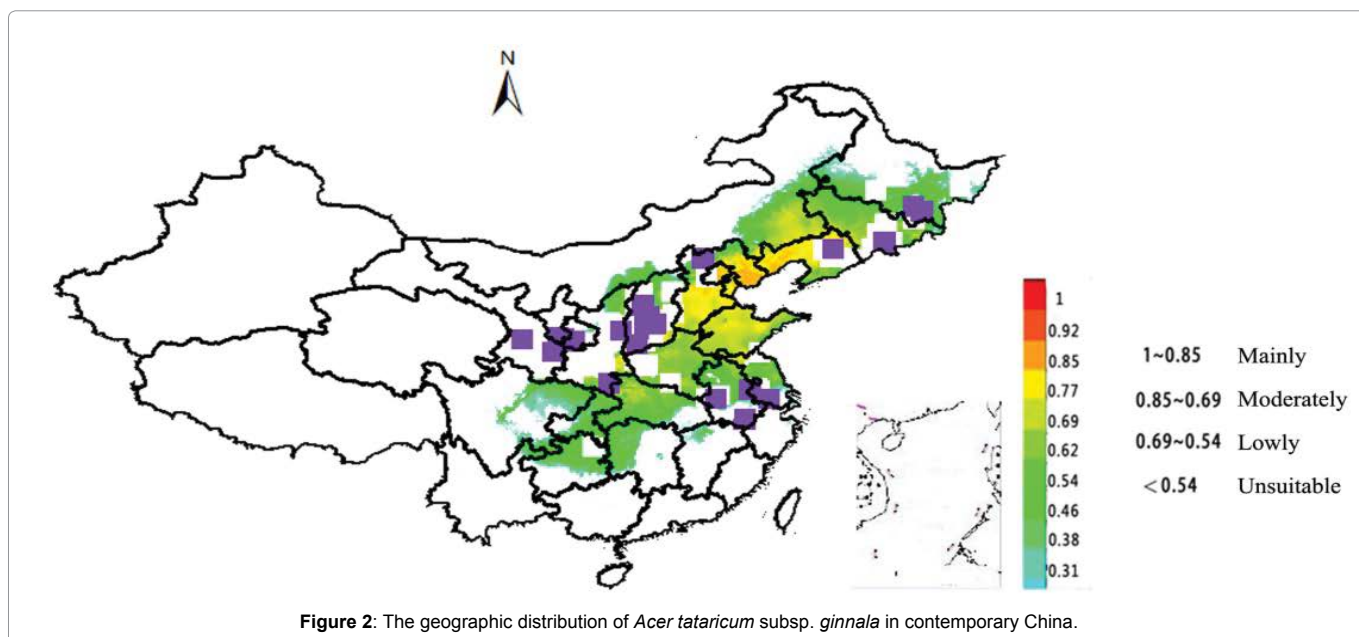 N
1
0.92
0.85
0.77
0.69
0.62
0.54
0.46
0.38
0.31
1~0.85 Mainly
0.85~0.69 Moderately
0.69~0.54 Lowly
<0.54 Unsuitable
Figure 2: The geographic distribution of Acer tataricum subsp. ginnala in contemporary China.